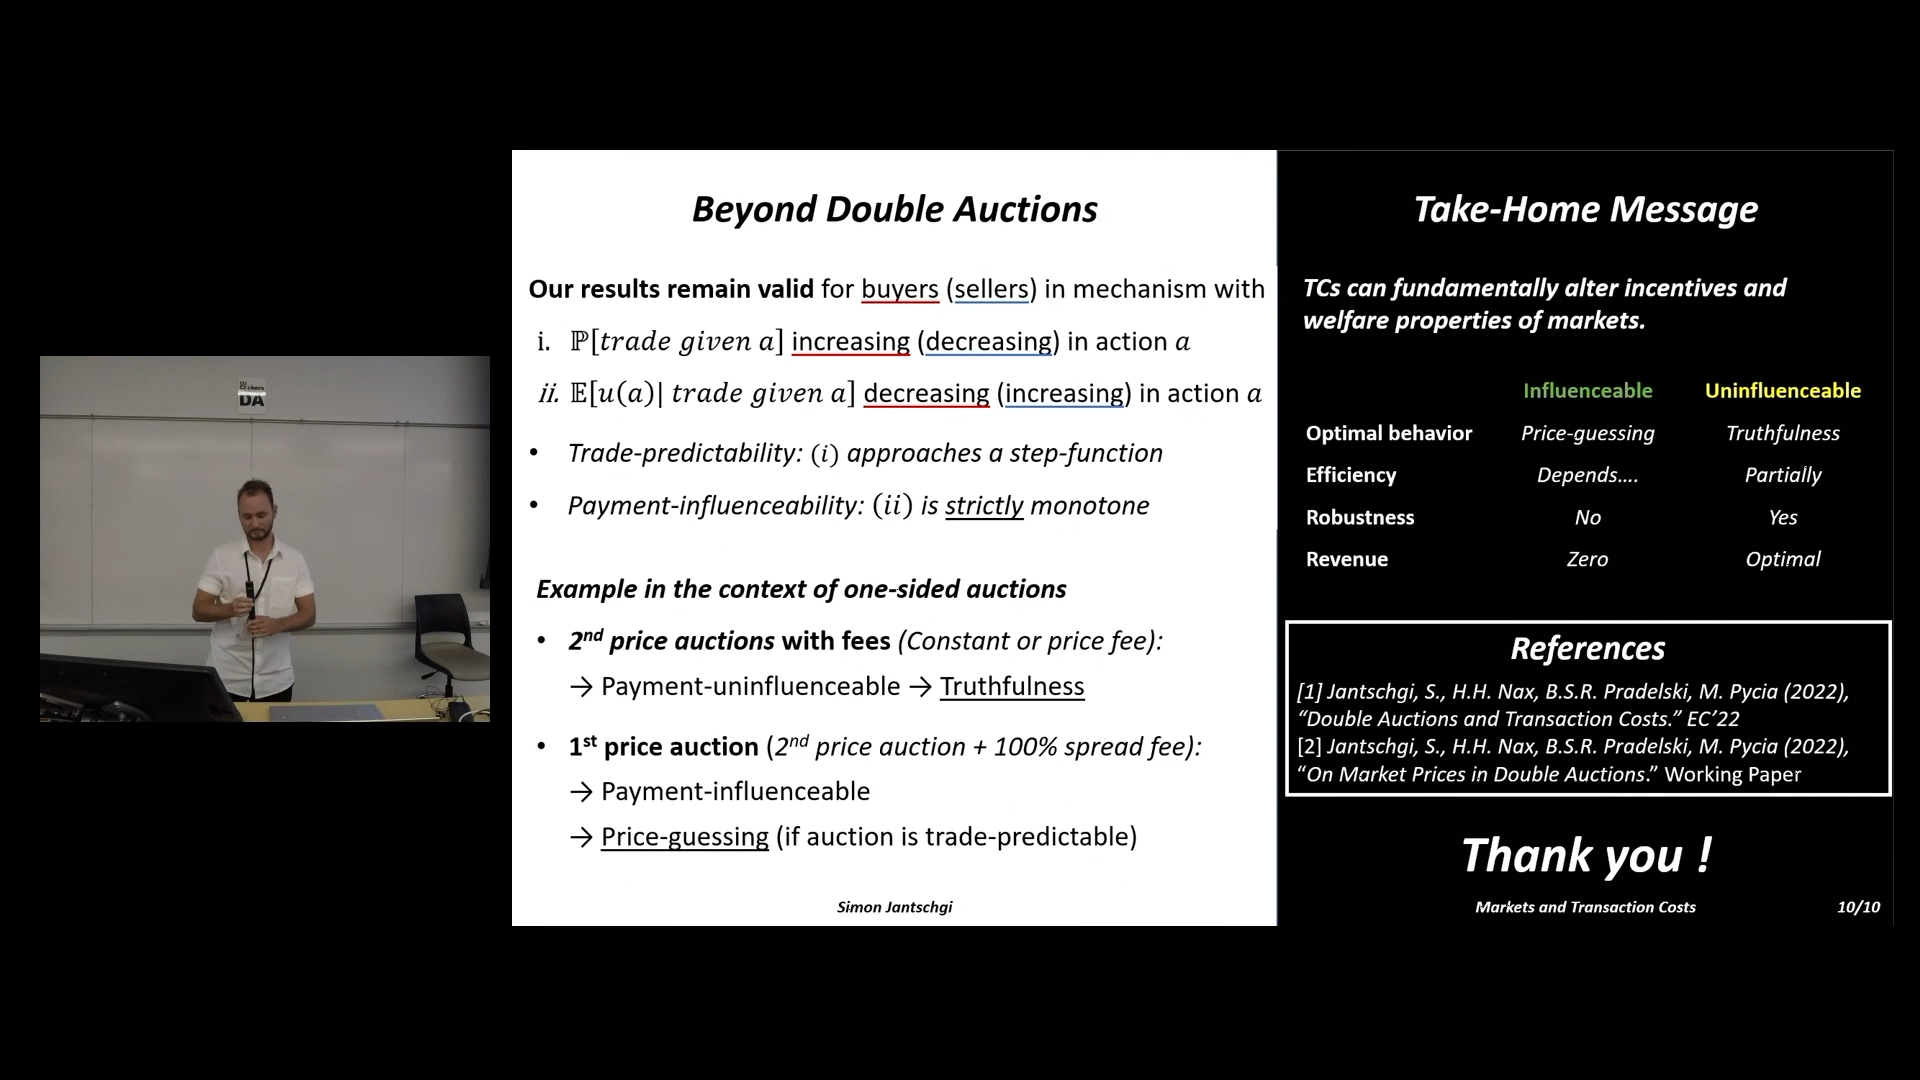 Beyond Double Auctions
Our results remain valid for buyers (sellers) in mechanism with
i. ℙ[trade given a] increasing (decreasing) in action a
ii. 𝔼[u(a)| trade given a] decreasing (increasing) in action a
• Trade-predictability: (i) approaches a step-function
• Payment-influenceability: (ii) is strictly monotone
Example in the context of one-sided auctions
• 2nd price auctions with fees (Constant or price fee):
→ Payment-uninfluenceable → Truthfulness
• 1st price auction (2nd price auction + 100% spread fee):
→ Payment-influenceable
→ Price-guessing (if auction is trade-predictable)
Simon Jantschgi
Take-Home Message
TCs can fundamentally alter incentives and
welfare properties of markets.
Influenceable Uninfluenceable
Optimal behavior Price-guessing Truthfulness
Efficiency Depends.... Partially
Robustness No Yes
Revenue Zero Optimal
References
[1] Jantschgi, S., H.H. Nax, B.S.R. Pradelski, M. Pycia (2022),
“Double Auctions and Transaction Costs.” EC’22
[2] Jantschgi, S., H.H. Nax, B.S.R. Pradelski, M. Pycia (2022),
“On Market Prices in Double Auctions.” Working Paper
Thank you !
Markets and Transaction Costs 10/10
DA